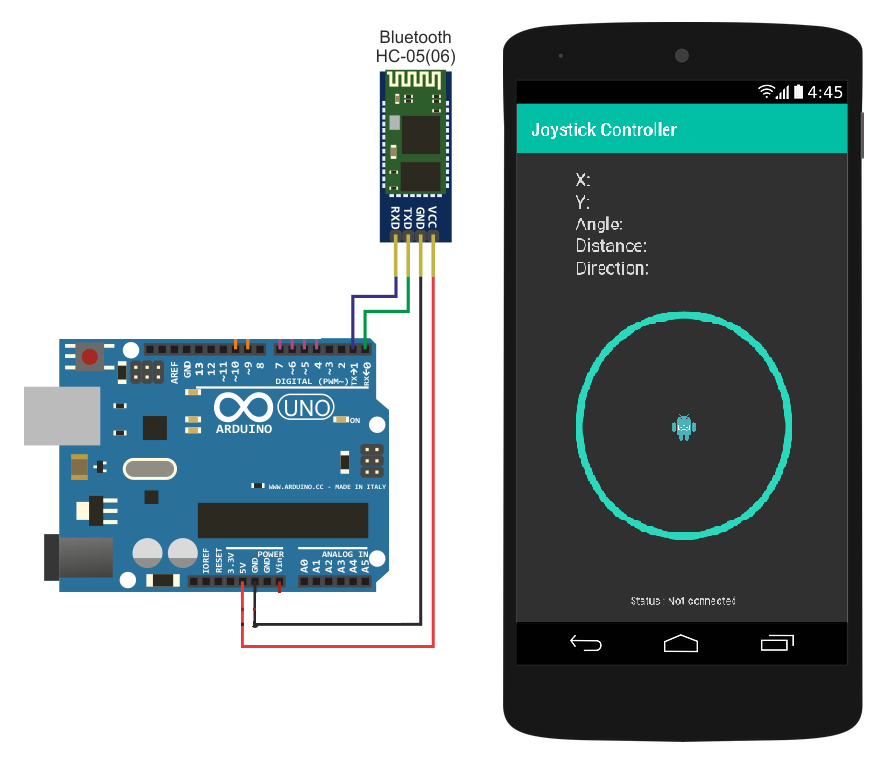 Bluetooth
HC-05(06)
RXD
TXD
GND
VCC
4:45
Joystick Controller
X:
Y:
Angle:
Distance:
Direction:
Status : Not connected
AREF
GND
13
12
~11
~10
~9
8
7
~6
~5
4
~3
2
TX→1
RX←0
DIGITAL (PWM~)
UNO
ARDUINO
ON
WWW.ARDUINO.CC - MADE IN ITALY
POWER
ANALOG IN
IOREF
RESET
3.3V
5V
GND
GND
Vin
A0
A1
A2
A3
A4
A5